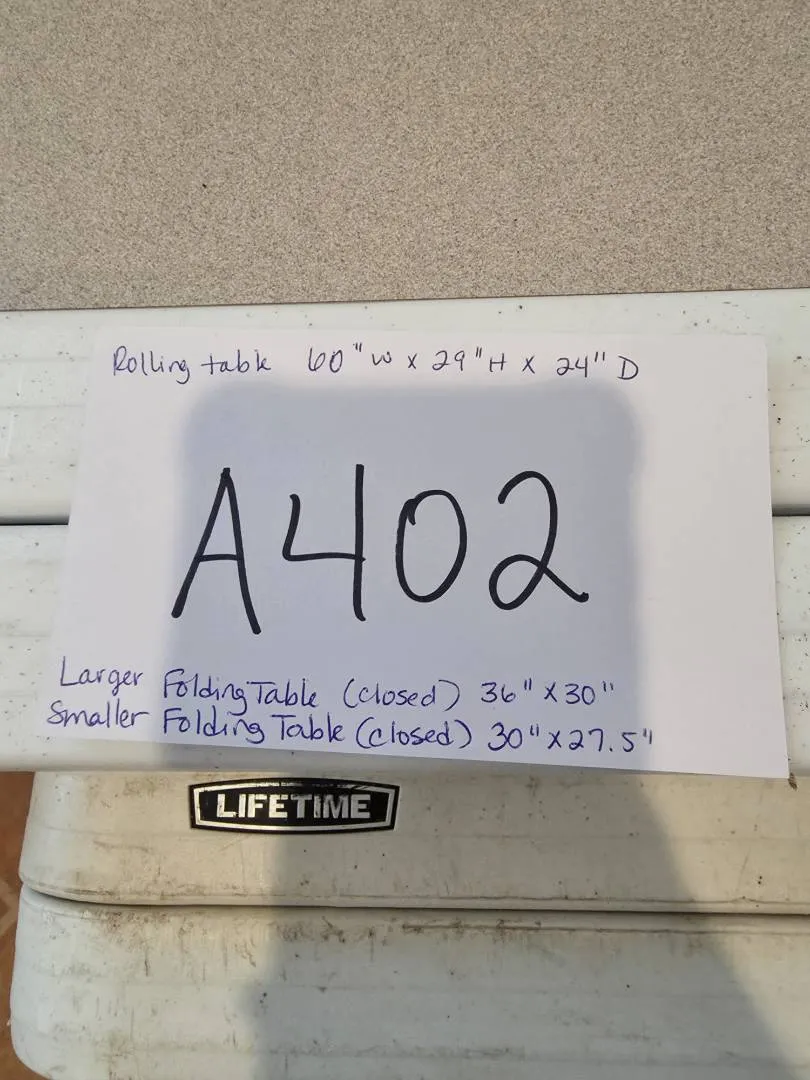 Rolling table 60" W x 29" H x 24" D
A402
Larger Folding Table (closed) 36" x 30"
Smaller Folding Table (closed) 30" x 27.5"
LIFETIME